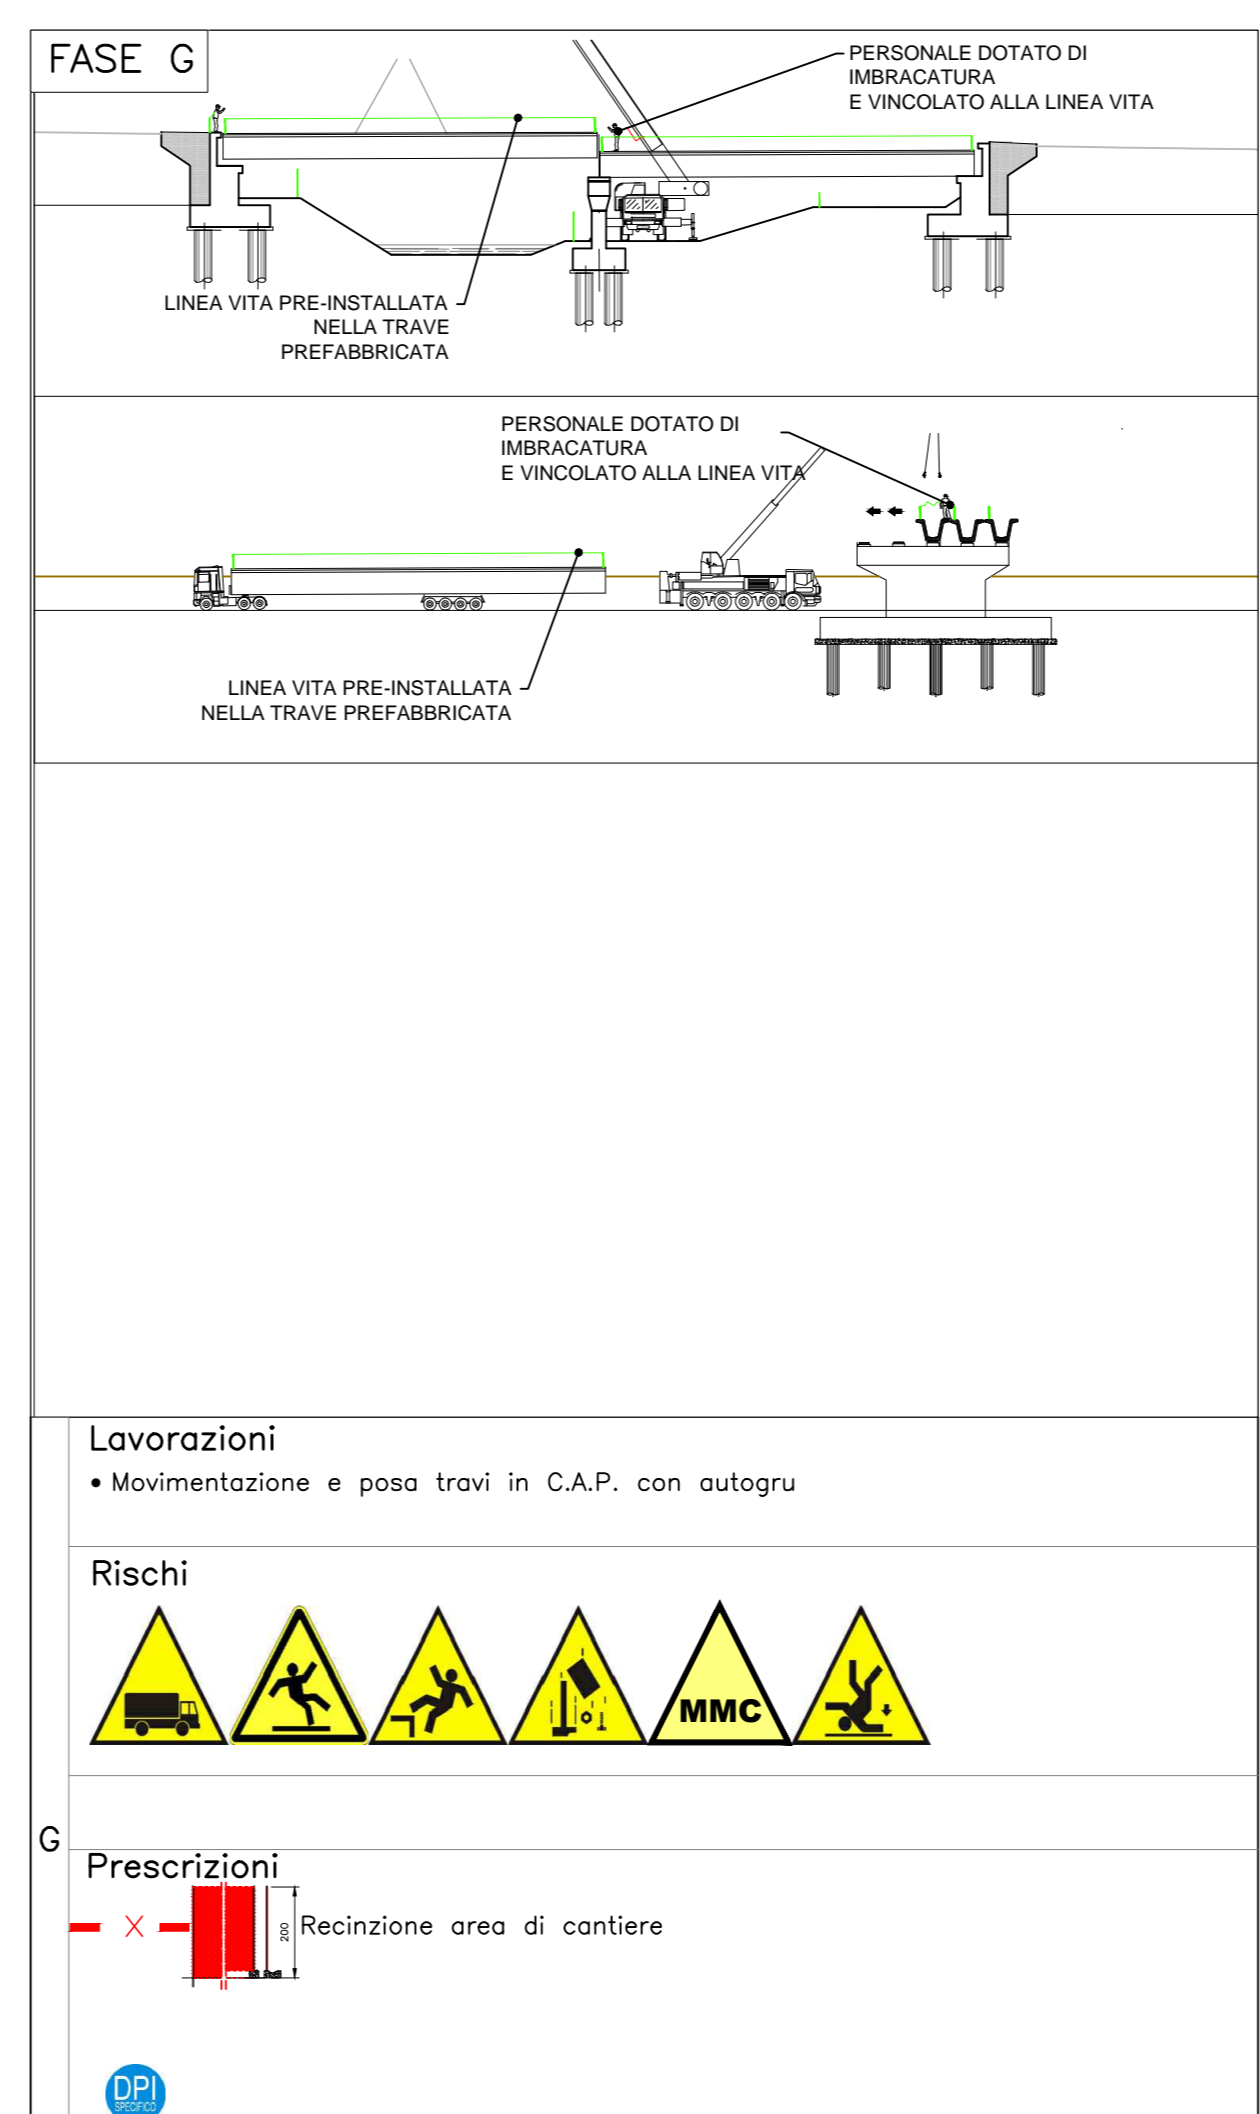 FASE G
PERSONALE DOTATO DI
IMBRACATURA
E VINCOLATO ALLA LINEA VITA
LINEA VITA PRE-INSTALLATA
NELLA TRAVE
PREFABBRICATA
PERSONALE DOTATO DI
IMBRACATURA
E VINCOLATO ALLA LINEA VITA
LINEA VITA PRE-INSTALLATA
NELLA TRAVE PREFABBRICATA
Lavorazioni
• Movimentazione e posa travi in C.A.P. con autogru
Rischi
MMC
G
Prescrizioni
X
200
Recinzione area di cantiere
DPI
SPECIFICO